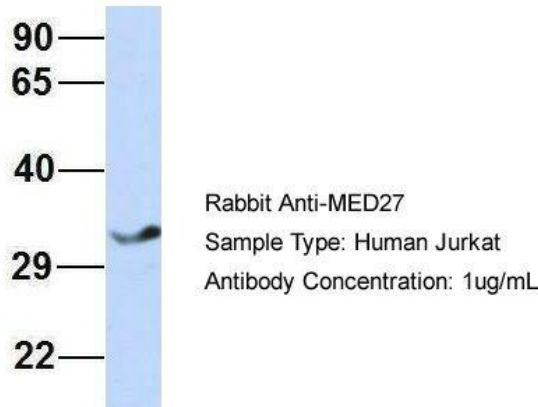 90
65
40
Rabbit Anti-MED27
Sample Type: Human Jurkat
29
Antibody Concentration: 1ug/mL
22